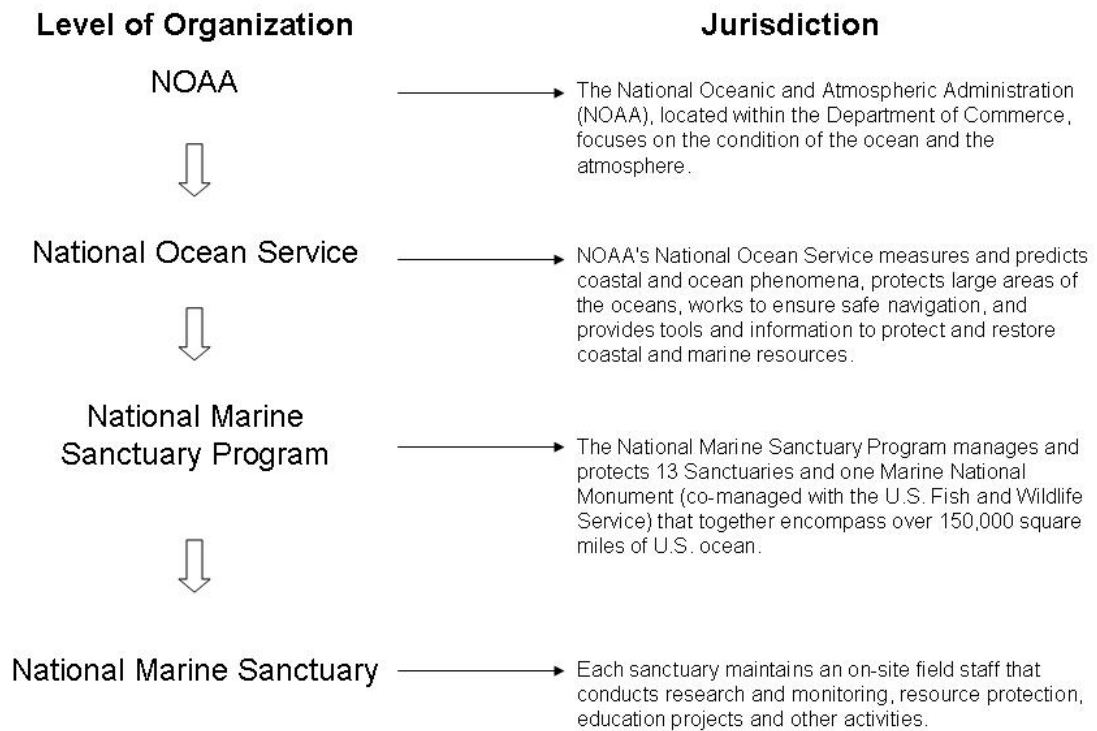 Level of Organization
Jurisdiction
NOAA
The National Oceanic and Atmospheric Administration
(NOAA), located within the Department of Commerce,
focuses on the condition of the ocean and the
atmosphere.
National Ocean Service
NOAA's National Ocean Service measures and predicts
coastal and ocean phenomena, protects large areas of
the oceans, works to ensure safe navigation, and
provides tools and information to protect and restore
coastal and marine resources.
National Marine
Sanctuary Program
The National Marine Sanctuary Program manages and
protects 13 Sanctuaries and one Marine National
Monument (co-managed with the U.S. Fish and Wildlife
Service) that together encompass over 150,000 square
miles of U.S. ocean.
National Marine Sanctuary
Each sanctuary maintains an on-site field staff that
conducts research and monitoring, resource protection,
education projects and other activities.